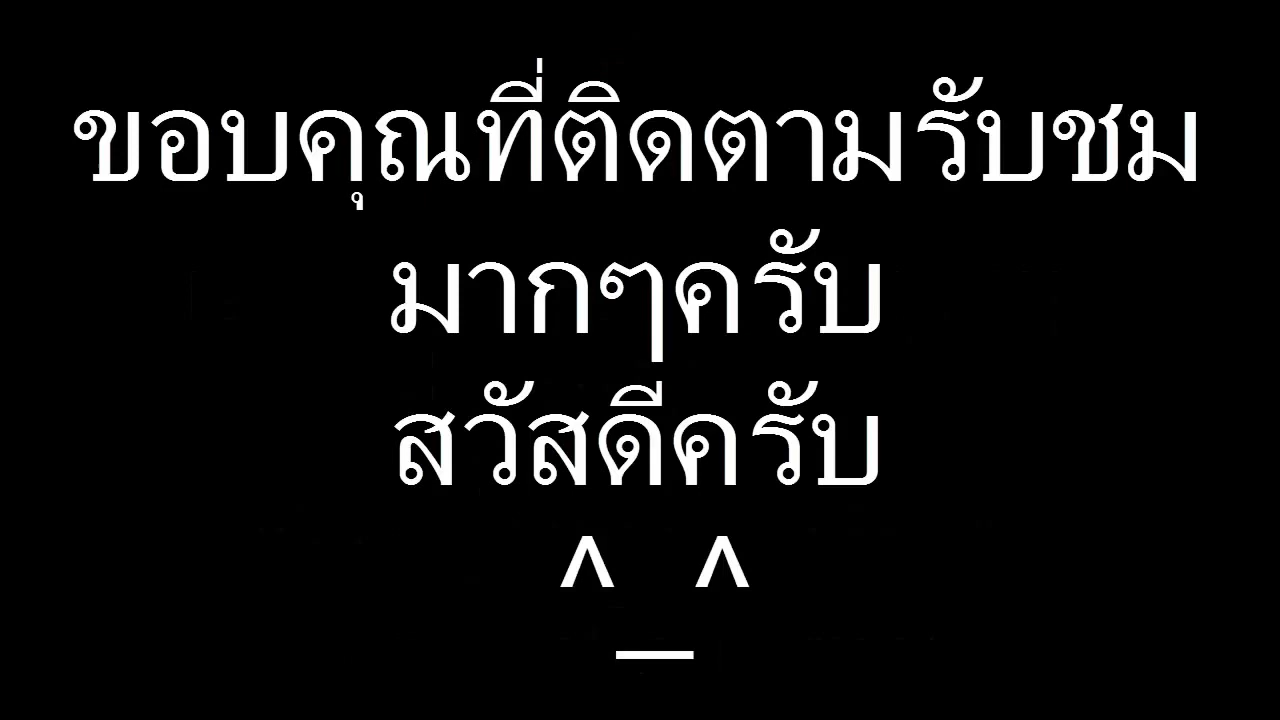 ขอบคุณที่ติดตามรับชม
มากๆครับ
สวัสดีครับ
^ ^
_